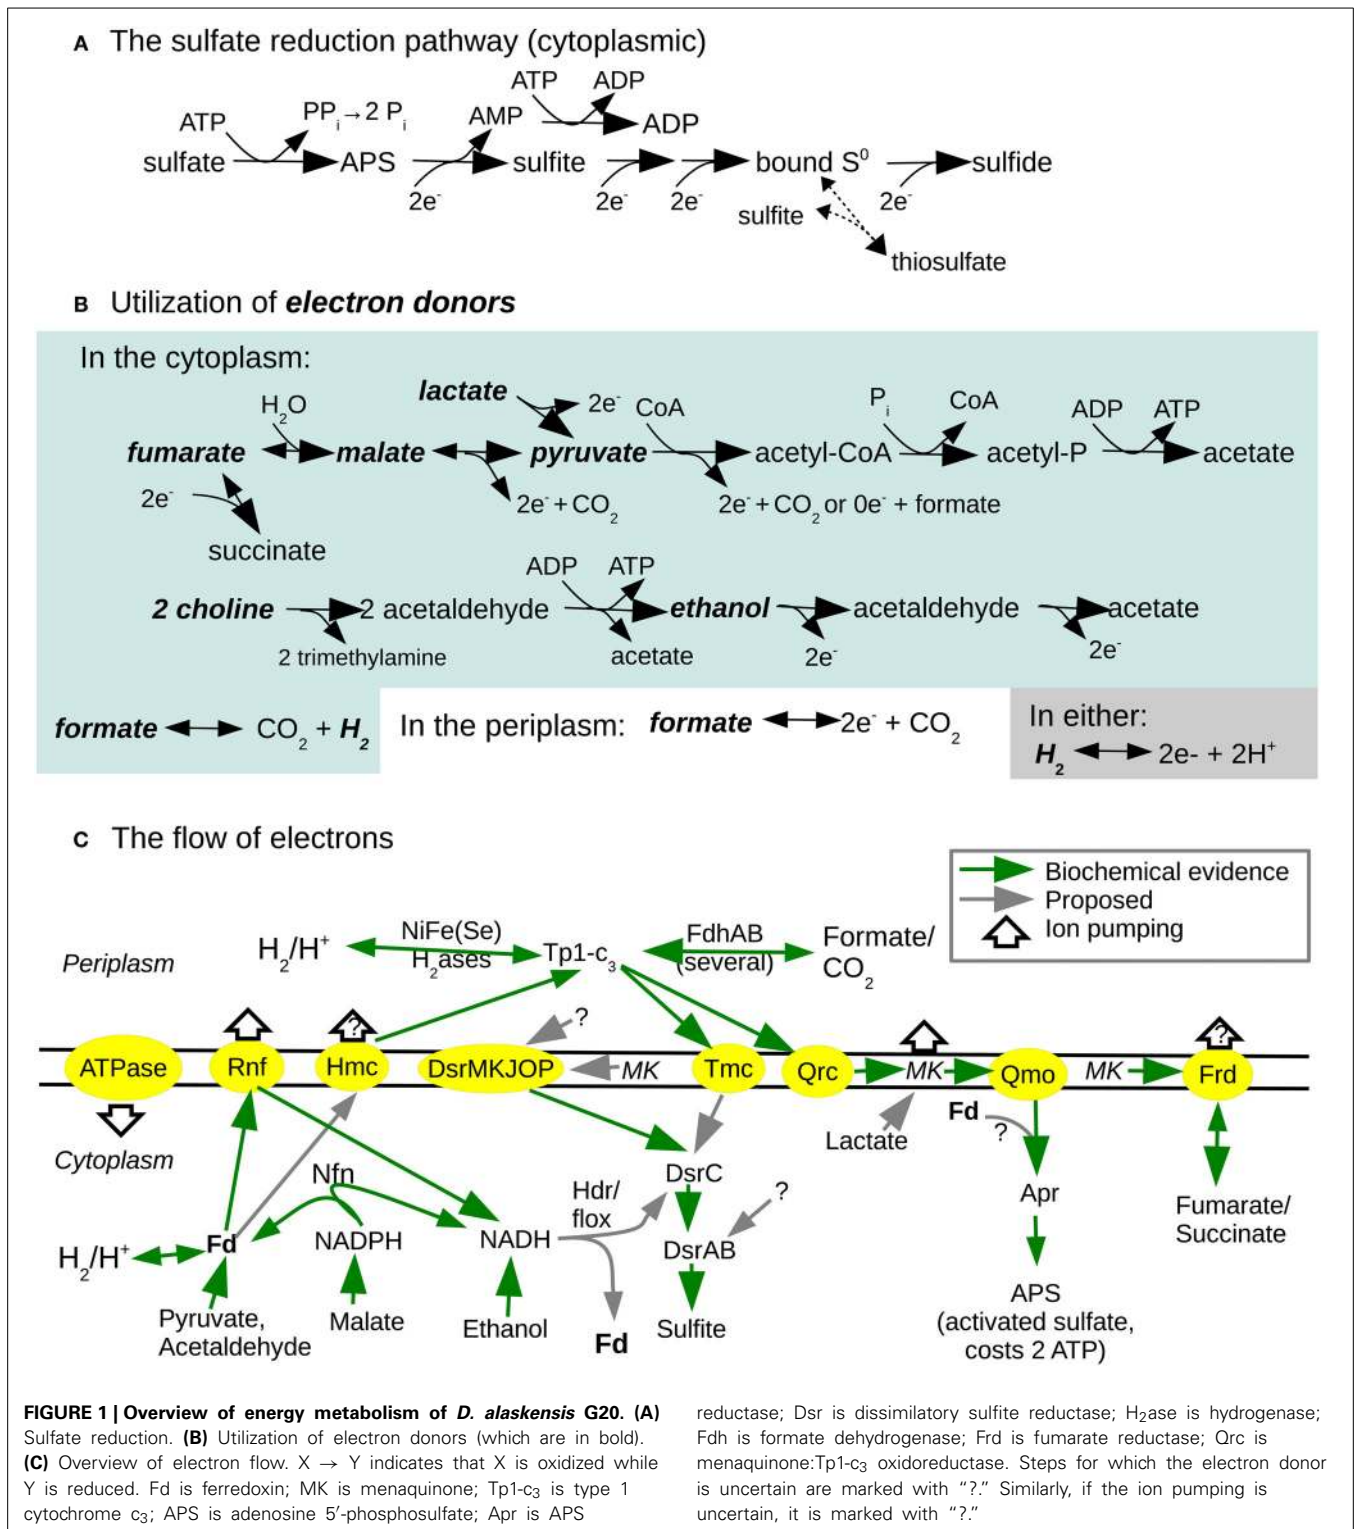 A The sulfate reduction pathway (cytoplasmic)
ATP ADP
ATP PPi→2 Pi AMP ADP
sulfate APS sulfite bound S0 sulfide
2e- 2e- 2e- 2e-
sulfite
thiosulfate
B Utilization of electron donors
In the cytoplasm:
lactate 2e- CoA Pi CoA ADP ATP
H2O
fumarate malate pyruvate acetyl-CoA acetyl-P acetate
2e- 2e- + CO2 2e- + CO2 or 0e- + formate
succinate
ADP ATP
2 choline 2 acetaldehyde ethanol acetaldehyde acetate
2 trimethylamine acetate 2e- 2e-
formate CO2 + H2
In the periplasm: formate 2e- + CO2
In either:
H2 2e- + 2H+
C The flow of electrons
Biochemical evidence
Proposed
Ion pumping
Periplasm H2/H+ NiFe(Se) H2ases Tp1-c3 FdhAB (several) Formate/
CO2
? ? ?
ATPase Rnf Hmc DsrMKJOP MK Tmc Qrc MK Qmo MK Frd
Cytoplasm
Lactate Fd ?
Nfn Hdr/ DsrC ? Apr Fumarate/
flox Succinate
H2/H+ Fd NADPH NADH DsrAB
Pyruvate, Malate Ethanol Fd Sulfite APS
Acetaldehyde (activated sulfate,
costs 2 ATP)
FIGURE 1 | Overview of energy metabolism of D. alaskensis G20. (A)
Sulfate reduction. (B) Utilization of electron donors (which are in bold).
(C) Overview of electron flow. X → Y indicates that X is oxidized while
Y is reduced. Fd is ferredoxin; MK is menaquinone; Tp1-c3 is type 1
cytochrome c3; APS is adenosine 5′-phosphosulfate; Apr is APS
reductase; Dsr is dissimilatory sulfite reductase; H2ase is hydrogenase;
Fdh is formate dehydrogenase; Frd is fumarate reductase; Qrc is
menaquinone:Tp1-c3 oxidoreductase. Steps for which the electron donor
is uncertain are marked with “?.” Similarly, if the ion pumping is
uncertain, it is marked with “?.”